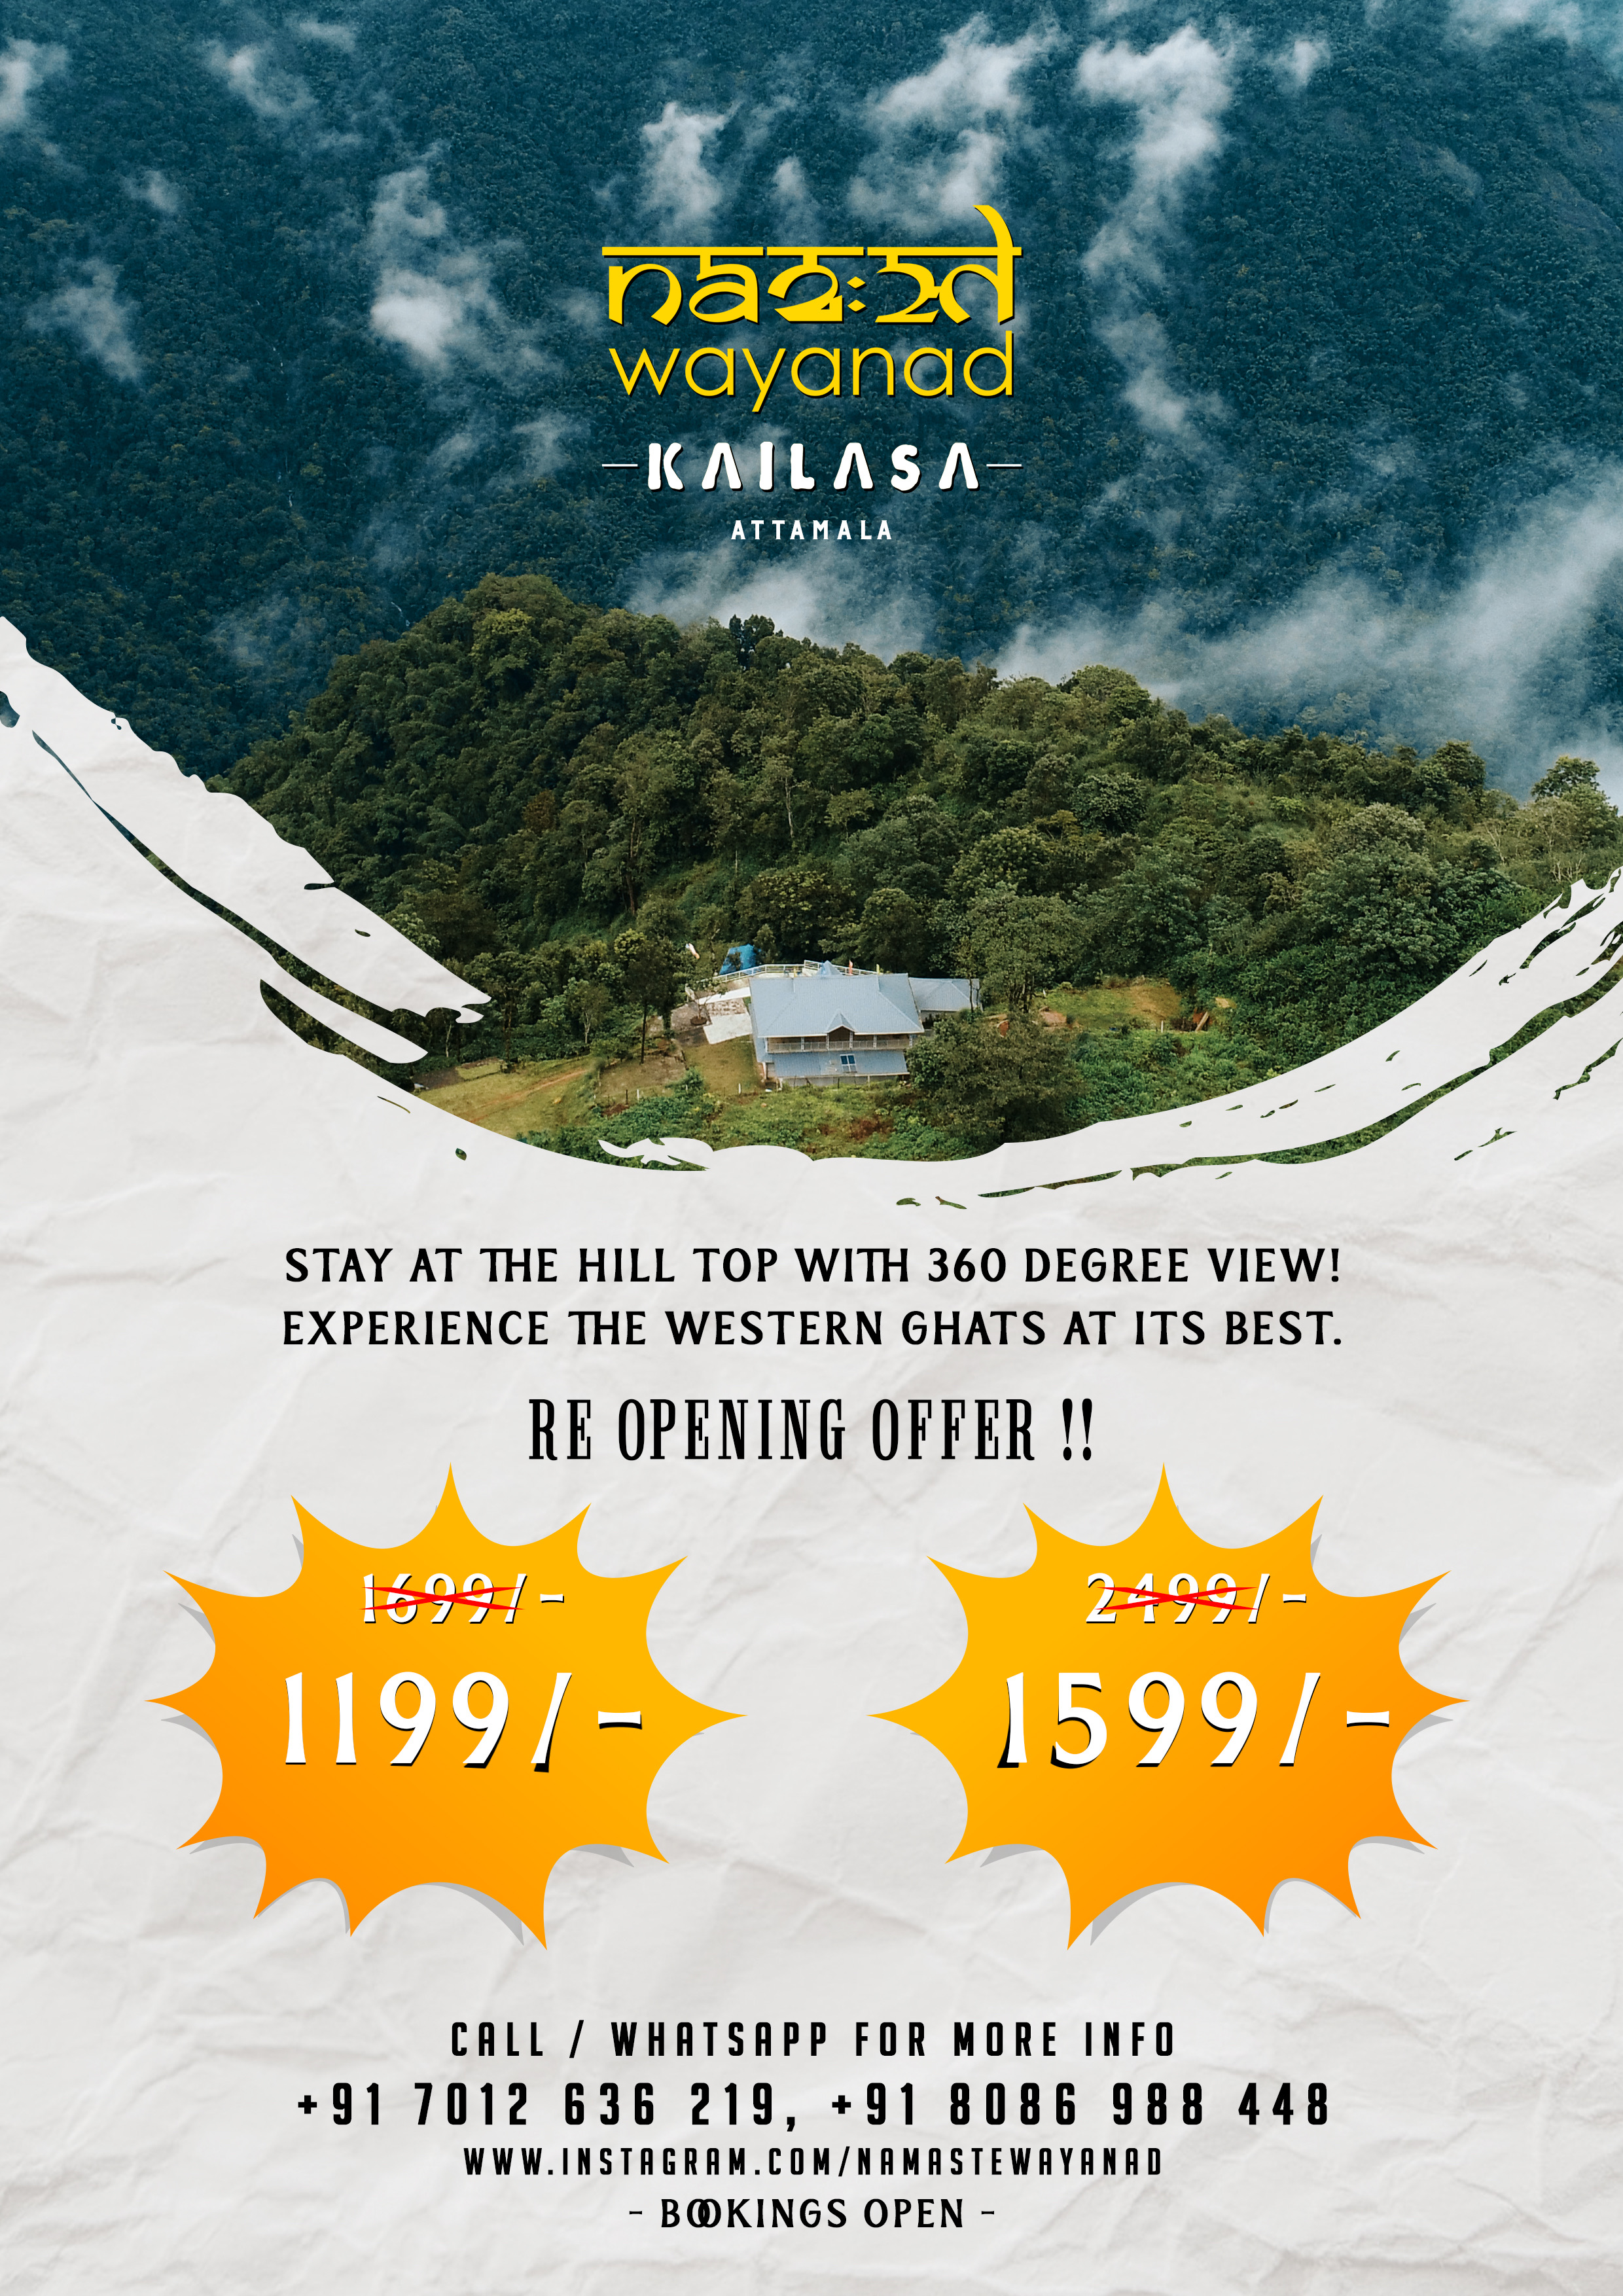 wayanad
KAILASA
ATTAMALA
STAY AT THE HILL TOP WITH 360 DEGREE VIEW!
EXPERIENCE THE WESTERN GHATS AT ITS BEST.
RE OPENING OFFER !!
1699/-
1199/-
2499/-
1599/-
CALL / WHATSAPP FOR MORE INFO
+91 7012 636 219, +91 8086 988 448
WWW.INSTAGRAM.COM/NAMASTEWAYANAD
- BOOKINGS OPEN -